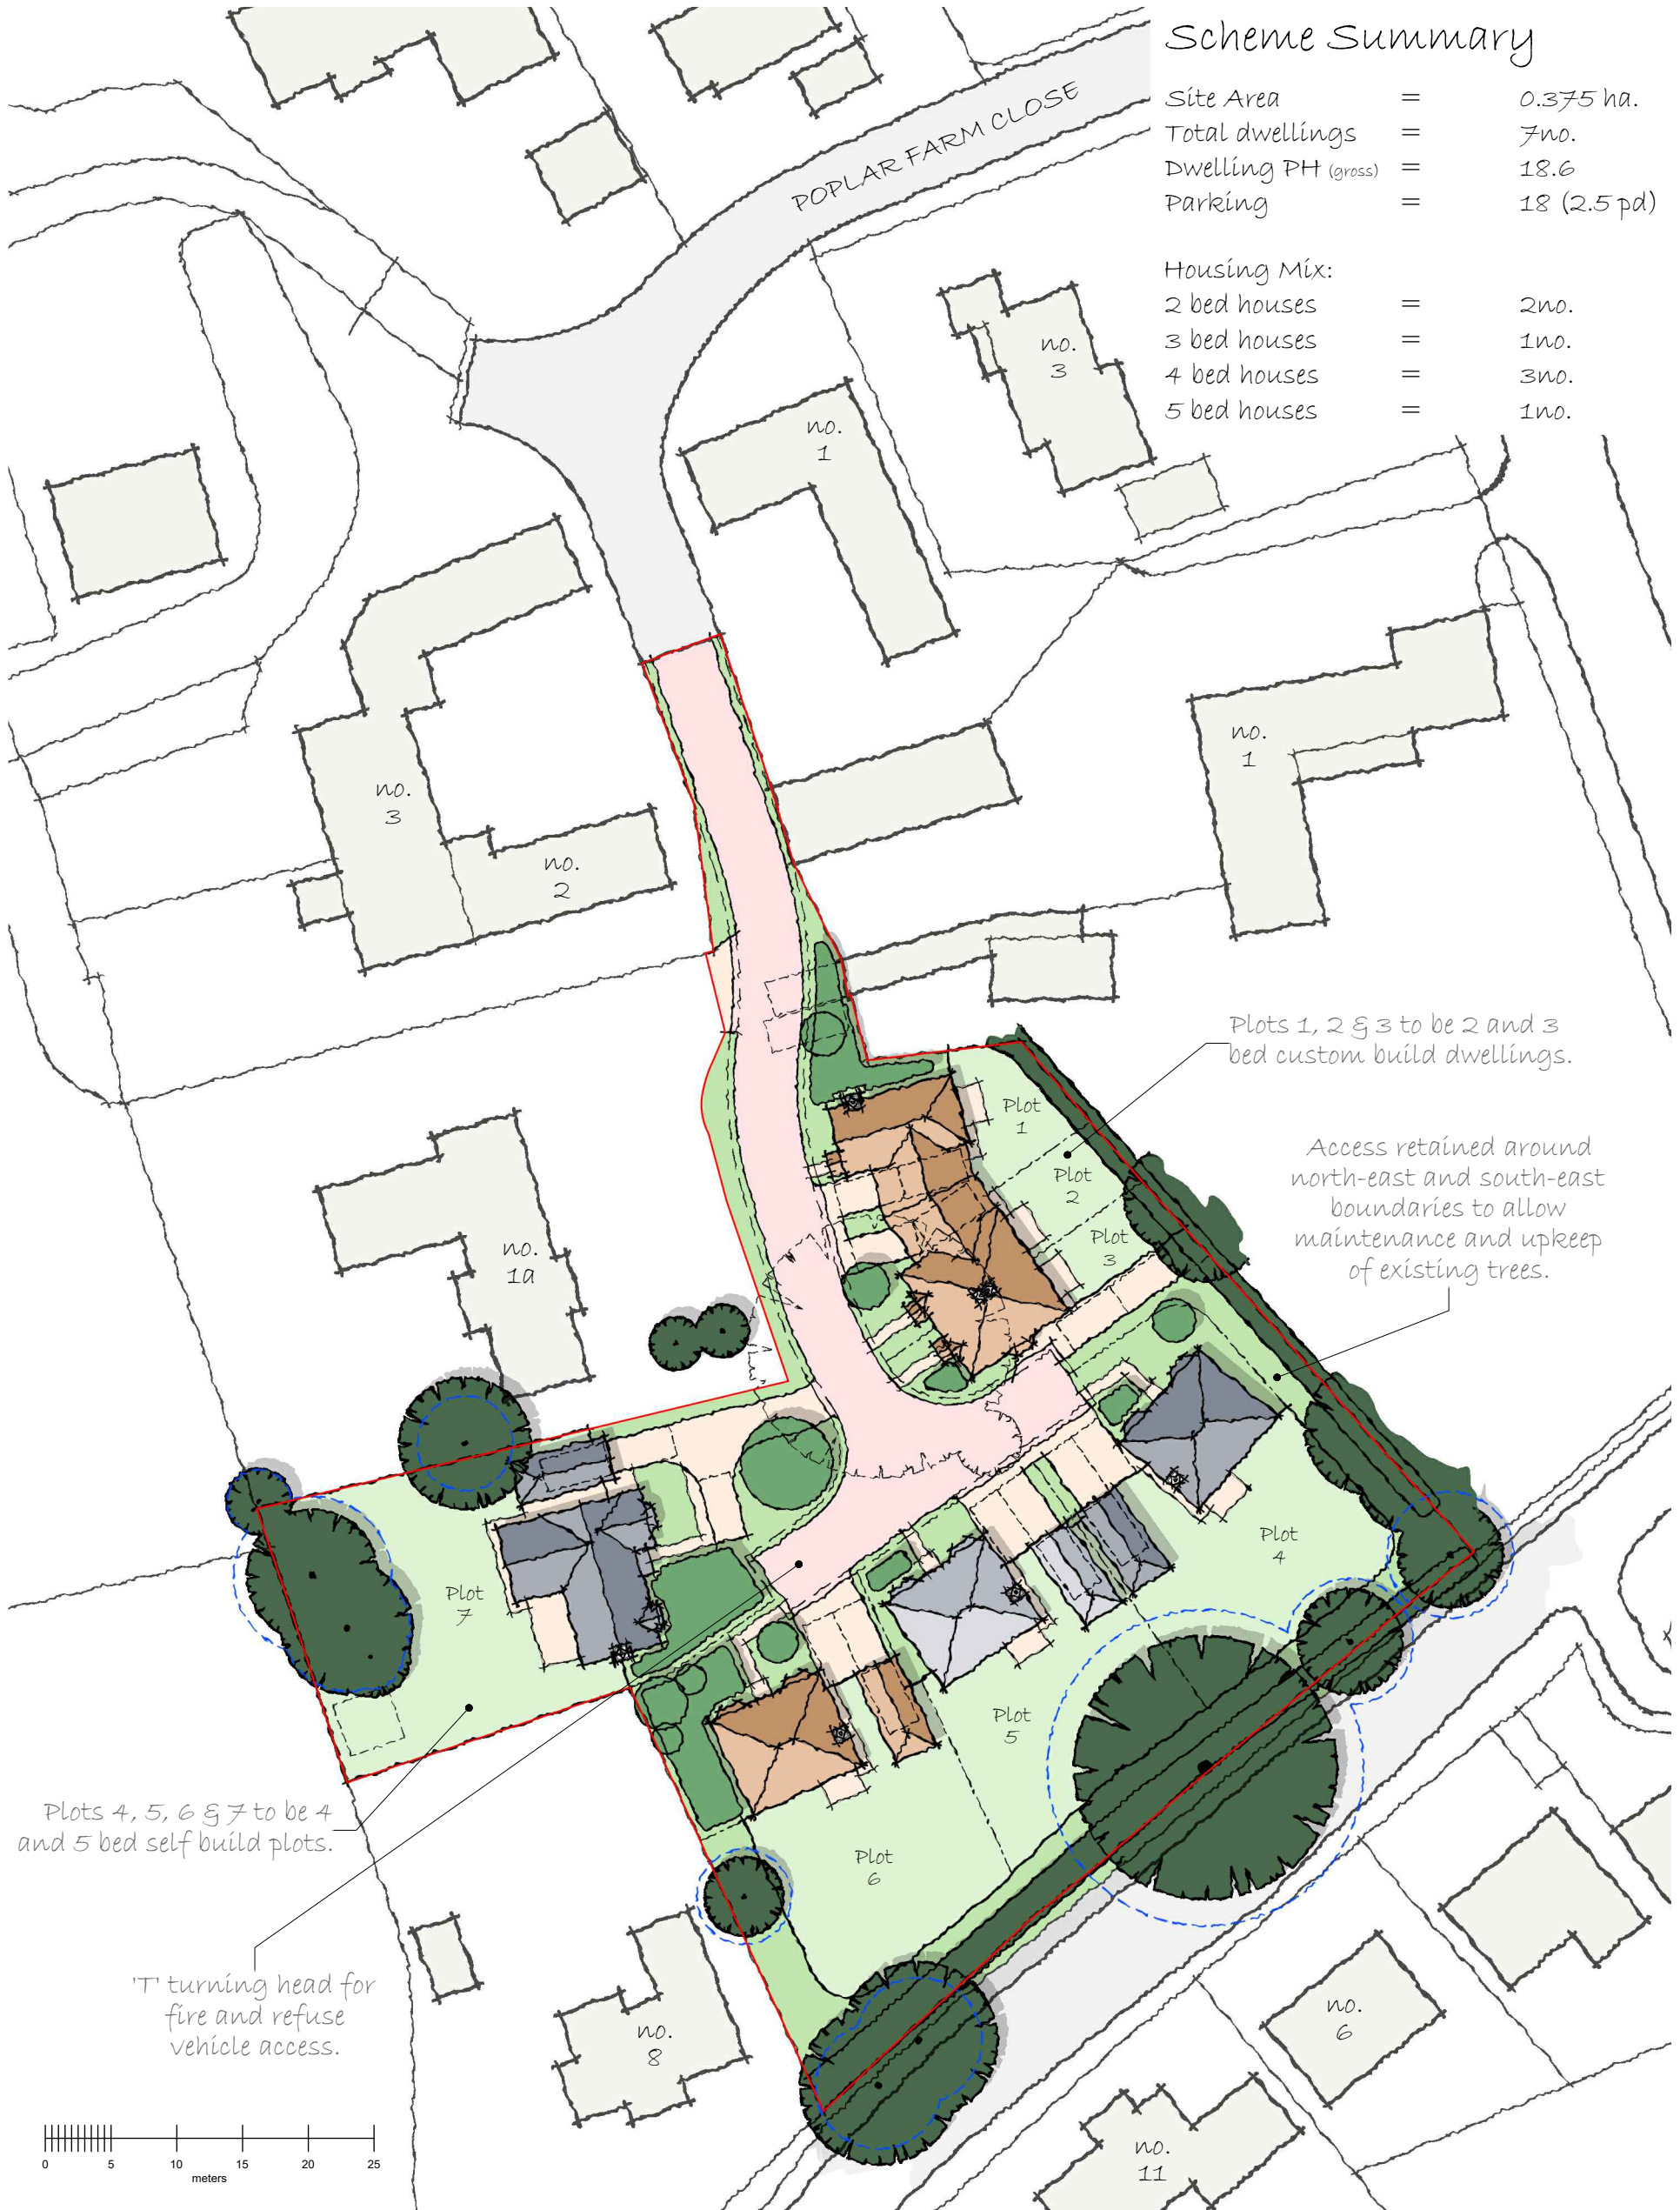 Scheme Summary
Site Area = 0.375 ha.
Total dwellings = 7no.
Dwelling PH (gross) = 18.6
Parking = 18 (2.5 pd)
Housing Mix:
2 bed houses = 2no.
3 bed houses = 1no.
4 bed houses = 3no.
5 bed houses = 1no.
POPLAR FARM CLOSE
no.
3
no.
1
no.
1
no.
3
no.
2
Plots 1, 2 & 3 to be 2 and 3
bed custom build dwellings.
Plot
1
Plot
2
Plot
3
Access retained around
north-east and south-east
boundaries to allow
maintenance and upkeep
of existing trees.
no.
1a
Plot
4
Plot
7
Plot
5
Plots 4, 5, 6 & 7 to be 4
and 5 bed self build plots.
Plot
6
'T' turning head for
fire and refuse
vehicle access.
no.
8
no.
6
no.
11
0 5 10 15 20 25
meters